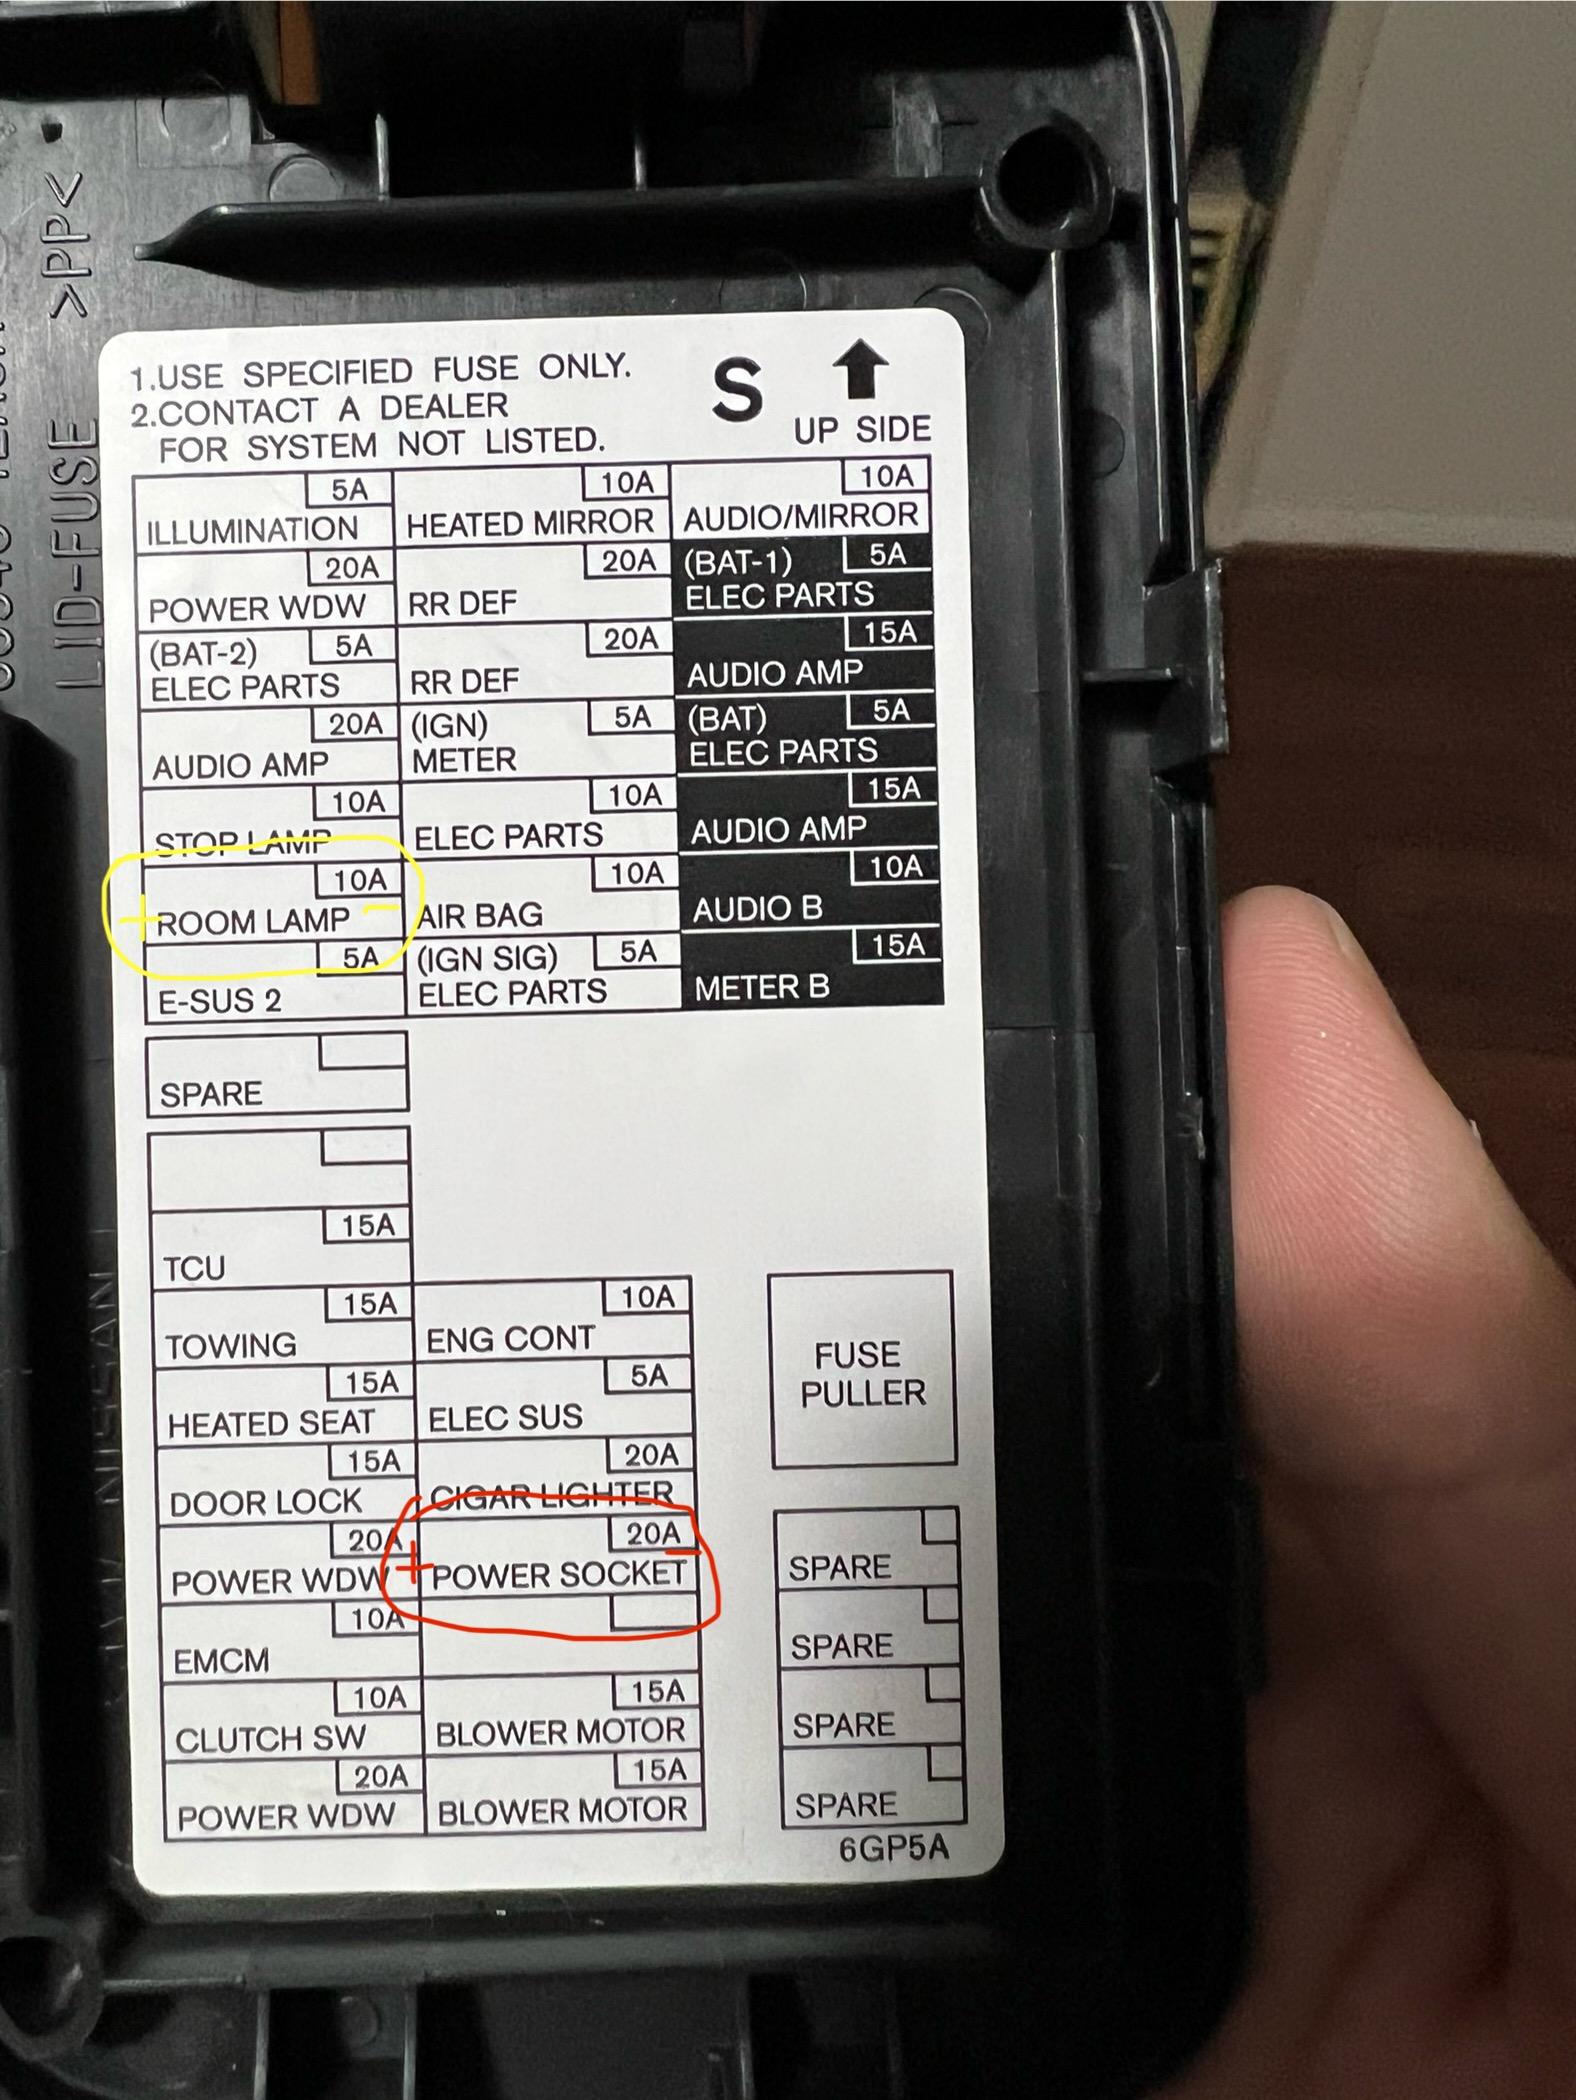 >PP<
LID-FUSE
NISSAN
1.USE SPECIFIED FUSE ONLY.
2.CONTACT A DEALER
FOR SYSTEM NOT LISTED.
S
UP SIDE
5A
ILLUMINATION
10A
HEATED MIRROR
10A
AUDIO/MIRROR
20A
POWER WDW
20A
RR DEF
(BAT-1) 5A
ELEC PARTS
(BAT-2) 5A
ELEC PARTS
20A
RR DEF
15A
AUDIO AMP
20A
AUDIO AMP
(IGN) 5A
METER
(BAT) 5A
ELEC PARTS
10A
STOP LAMP
10A
ELEC PARTS
15A
AUDIO AMP
10A
+ ROOM LAMP -
10A
AIR BAG
10A
AUDIO B
5A
E-SUS 2
(IGN SIG) 5A
ELEC PARTS
15A
METER B
SPARE
15A
TCU
15A
TOWING
10A
ENG CONT
15A
HEATED SEAT
5A
ELEC SUS
15A
DOOR LOCK
20A
CIGAR LIGHTER
20A
POWER WDW
20A
+ POWER SOCKET -
10A
EMCM
10A
CLUTCH SW
15A
BLOWER MOTOR
20A
POWER WDW
15A
BLOWER MOTOR
FUSE
PULLER
SPARE
SPARE
SPARE
SPARE
6GP5A